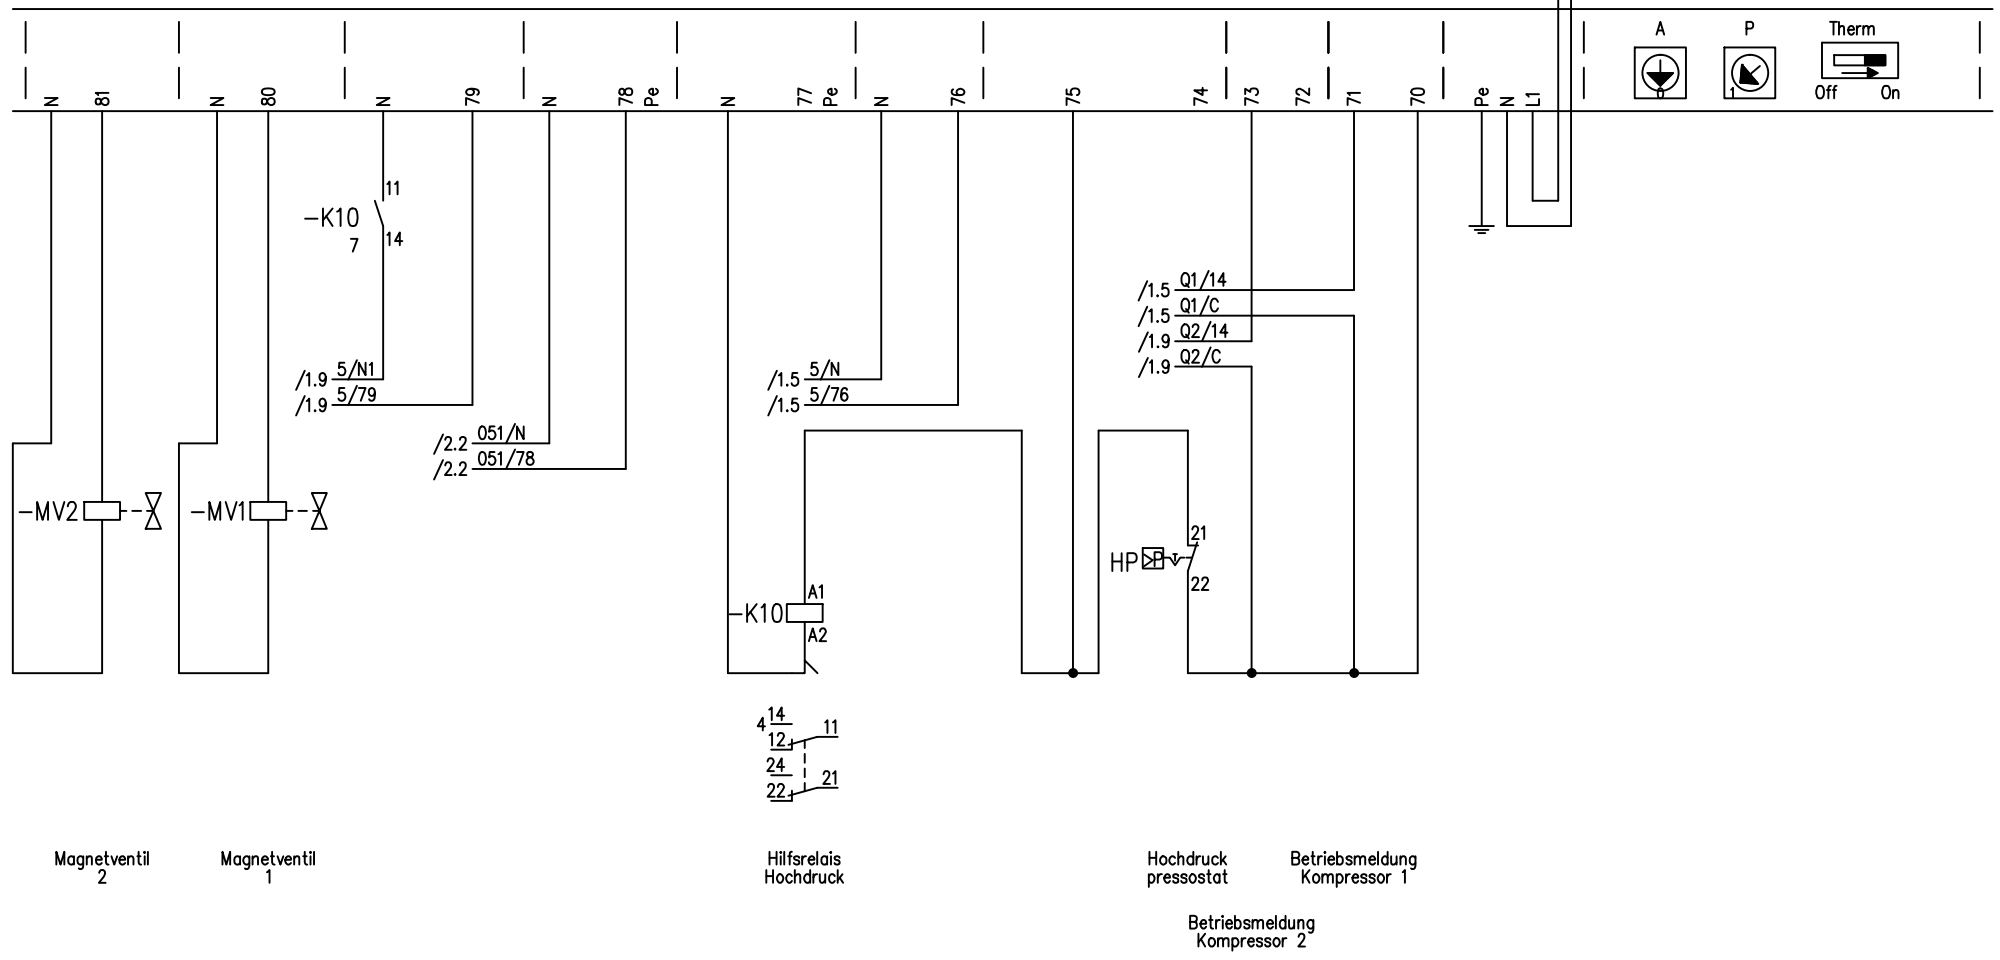 A
P
Therm
0
1
Off On
N 81 N 80 N 79 N 78 Pe N 77 Pe N 76 75 74 73 72 71 70 Pe N L1
11
-K10
7
14
/1.5 Q1/14
/1.5 Q1/C
/1.9 Q2/14
/1.9 Q2/C
/1.9 5/N1
/1.9 5/79
/1.5 5/N
/1.5 5/76
/2.2 051/N
/2.2 051/78
-MV2
-MV1
21
HP >P
22
A1
-K10
A2
14
4
11
12
24
21
22
Magnetventil
2
Magnetventil
1
Hilfsrelais
Hochdruck
Hochdruck
pressostat
Betriebsmeldung
Kompressor 1
Betriebsmeldung
Kompressor 2